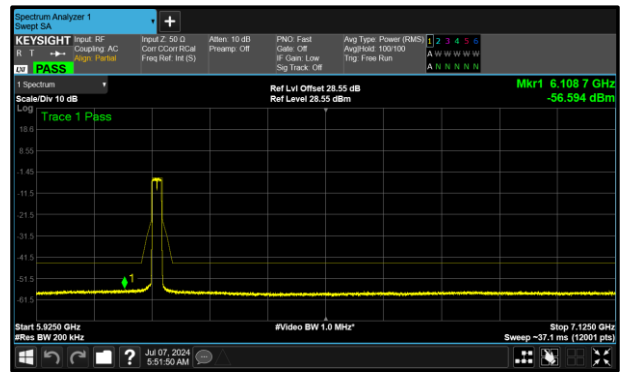 Spectrum Analyzer 1
Swept SA
+
KEYSIGHT
R T
LXI PASS
Input: RF
Coupling: AC
Align: Partial
Input Z: 50 Ω
Corr CCorr RCal
Freq Ref: Int (S)
Atten: 10 dB
Preamp: Off
PNO: Fast
Gate: Off
IF Gain: Low
Sig Track: Off
Avg Type: Power (RMS)
Avg|Hold: 100/100
Trig: Free Run
1 2 3 4 5 6
A W W W W W
A N N N N N
1 Spectrum
Scale/Div 10 dB
Ref Lvl Offset 28.55 dB
Ref Level 28.55 dBm
Mkr1 6.108 7 GHz
-56.594 dBm
Log
Trace 1 Pass
18.6
8.55
-1.45
-11.5
-21.5
-31.5
-41.5
-51.5
-61.5
1
Start 5.9250 GHz
#Res BW 200 kHz
#Video BW 1.0 MHz*
Stop 7.1250 GHz
Sweep ~37.1 ms (12001 pts)
?
Jul 07, 2024
5:51:50 AM